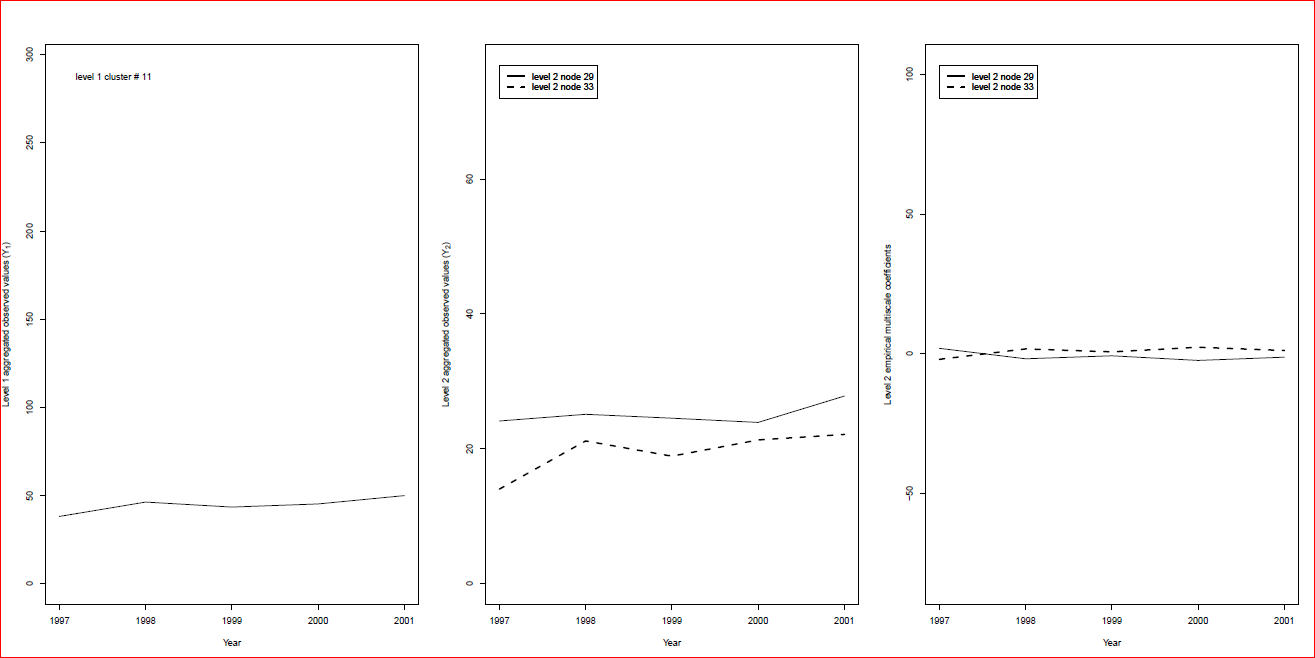 Level 1 aggregated observed values (Y1)
300
250
200
150
100
50
0
level 1 cluster # 11
1997 1998 1999 2000 2001
Year
Level 2 aggregated observed values (Y2)
60
40
20
0
level 2 node 29
level 2 node 33
1997 1998 1999 2000 2001
Year
Level 2 empirical multiscale coefficients
100
50
0
−50
level 2 node 29
level 2 node 33
1997 1998 1999 2000 2001
Year